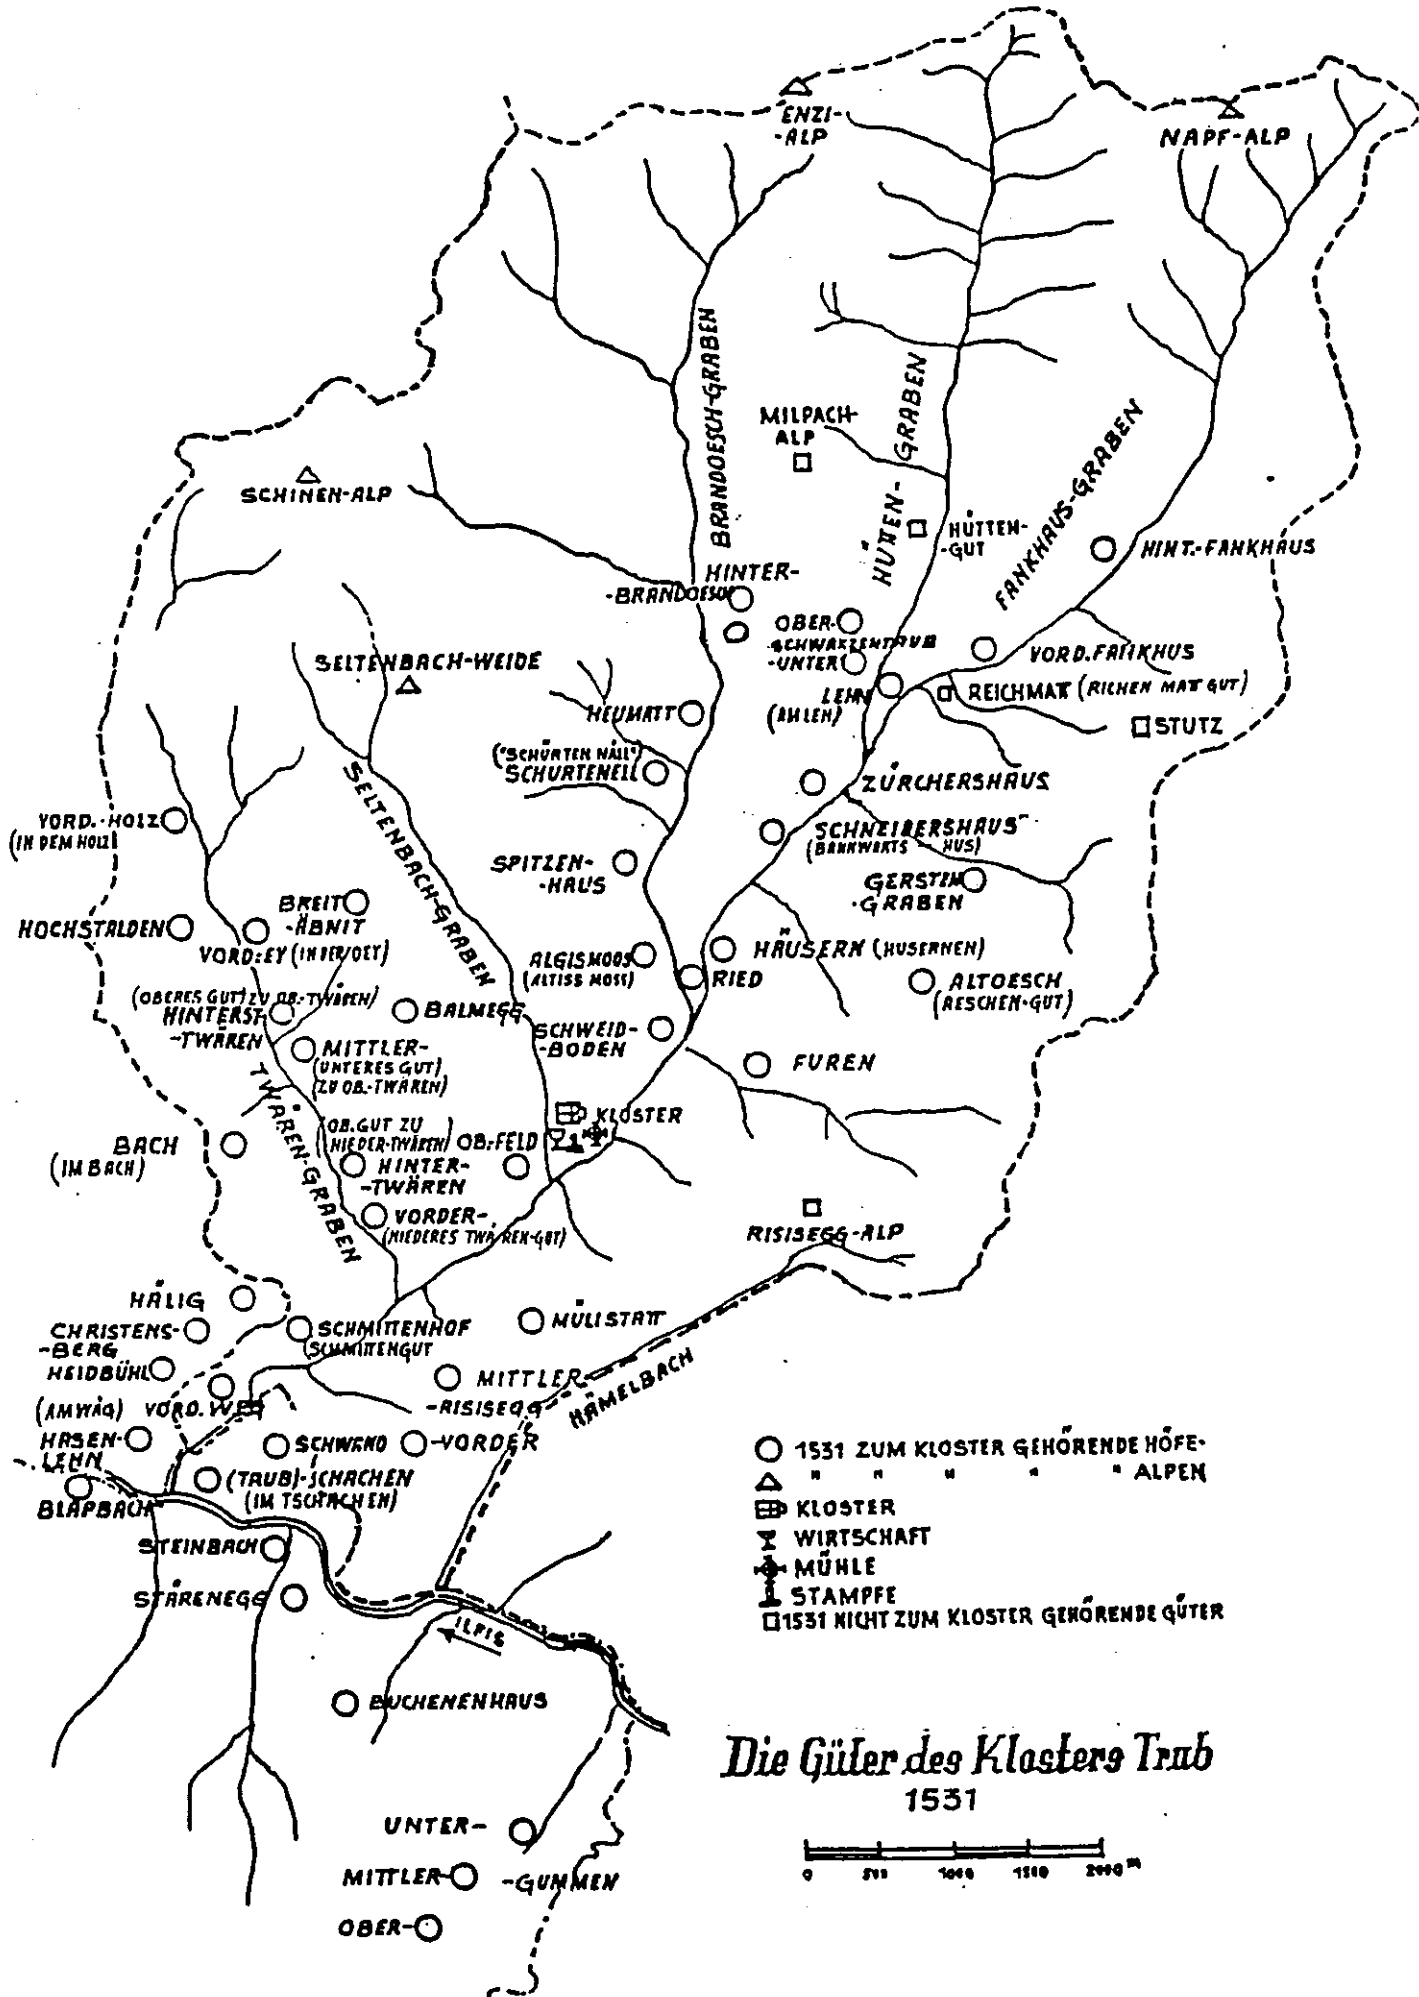 ENZI-
-ALP
NAPF-ALP
BRANDOESCH-GRABEN
MILPACH-
ALP
HÜTTEN-GRABEN
FANKHAUS-GRABEN
SCHINEN-ALP
HÜTTEN-
-GUT
HINT.-FANKHAUS
HINTER-
-BRANDOESCH
OBER-
SCHWARZENTRUB
-UNTER
SELTENBACH-WEIDE
VORD.FANKHUS
LEHN
(AHLEN)
REICHMATT (RICHEN MATT GUT)
STUTZ
HEUMATT
("SCHÜRTEN NÄLL")
SCHURTENELL
SELTENBACH-GRABEN
ZÜRCHERSHAUS
VORD.-HOLZ
(IN DEM HOLZ)
SCHNEIDERSHAUS
(BANNWARTS -- HUS)
SPITZEN-
-HAUS
GERSTEN-
-GRABEN
BREIT-
-ÄBNIT
HOCHSTALDEN
VORD:EY (IN DER OEY)
ALGISMOOS
(ALTISS MOSS)
HÄUSERN (HUSERNEN)
RIED
ALTOESCH
(AESCHEN-GUT)
(OBERES GUT) ZU OB.-TWÄREN)
HINTERST-
-TWÄREN
BALMEGG
SCHWEID-
-BODEN
MITTLER-
(UNTERES GUT)
(ZU OB.-TWÄREN)
FUREN
TWÄREN-GRABEN
KLOSTER
BACH
(IM BACH)
(OB.GUT ZU
NIEDER-TWÄREN)
OB.-FELD
HINTER-
-TWÄREN
VORDER-
(NIEDERES TWÄREN-GUT)
RISISEGG-ALP
HÄLIG
CHRISTENS-
-BERG
SCHMITTENHOF
(SCHMITTENGUT
MÜLISTATT
HEIDBÜHL
MITTLER-
-RISISEGG
-VORDER
HÄMELBACH
(AMWÄG) VORD. WEG
HASEN-
LEHN
SCHWAND
(TRUB)-SCHACHEN
(IM TSCHACHEN)
BLAPBACH
STEINBACH
STÄRENEGG
ILFIS
BUCHENENHAUS
UNTER-
MITTLER-
-GUMMEN
OBER-
1531 ZUM KLOSTER GEHÖRENDE HÖFE-
" " " " " ALPEN
KLOSTER
WIRTSCHAFT
MÜHLE
STAMPFE
1531 NICHT ZUM KLOSTER GEHÖRENDE GÜTER
Die Güter des Klosters Trub
1531
0 500 1000 1500 2000 m